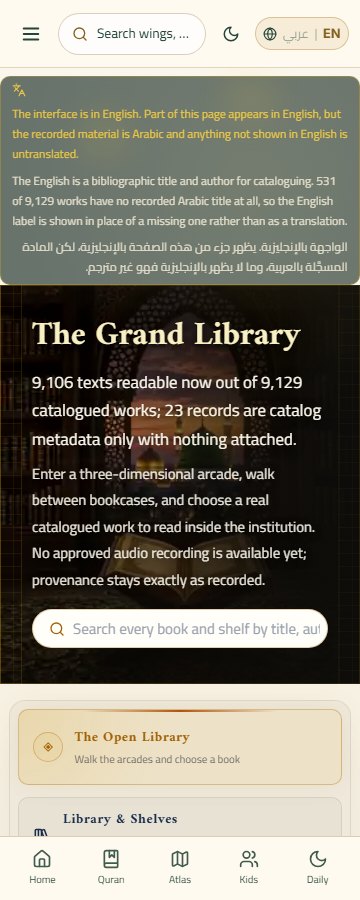 Search wings, ...
عربي | EN
The interface is in English. Part of this page appears in English, but
the recorded material is Arabic and anything not shown in English is
untranslated.
The English is a bibliographic title and author for cataloguing. 531
of 9,129 works have no recorded Arabic title at all, so the English
label is shown in place of a missing one rather than as a translation.
الواجهة بالإنجليزية. يظهر جزء من هذه الصفحة بالإنجليزية، لكن المادة
المسجّلة بالعربية، وما لا يظهر بالإنجليزية فهو غير مترجم.
The Grand Library
9,106 texts readable now out of 9,129
catalogued works; 23 records are catalog
metadata only with nothing attached.
Enter a three-dimensional arcade, walk
between bookcases, and choose a real
catalogued work to read inside the institution.
No approved audio recording is available yet;
provenance stays exactly as recorded.
Search every book and shelf by title, aut
The Open Library
Walk the arcades and choose a book
Library & Shelves
Home Quran Atlas Kids Daily